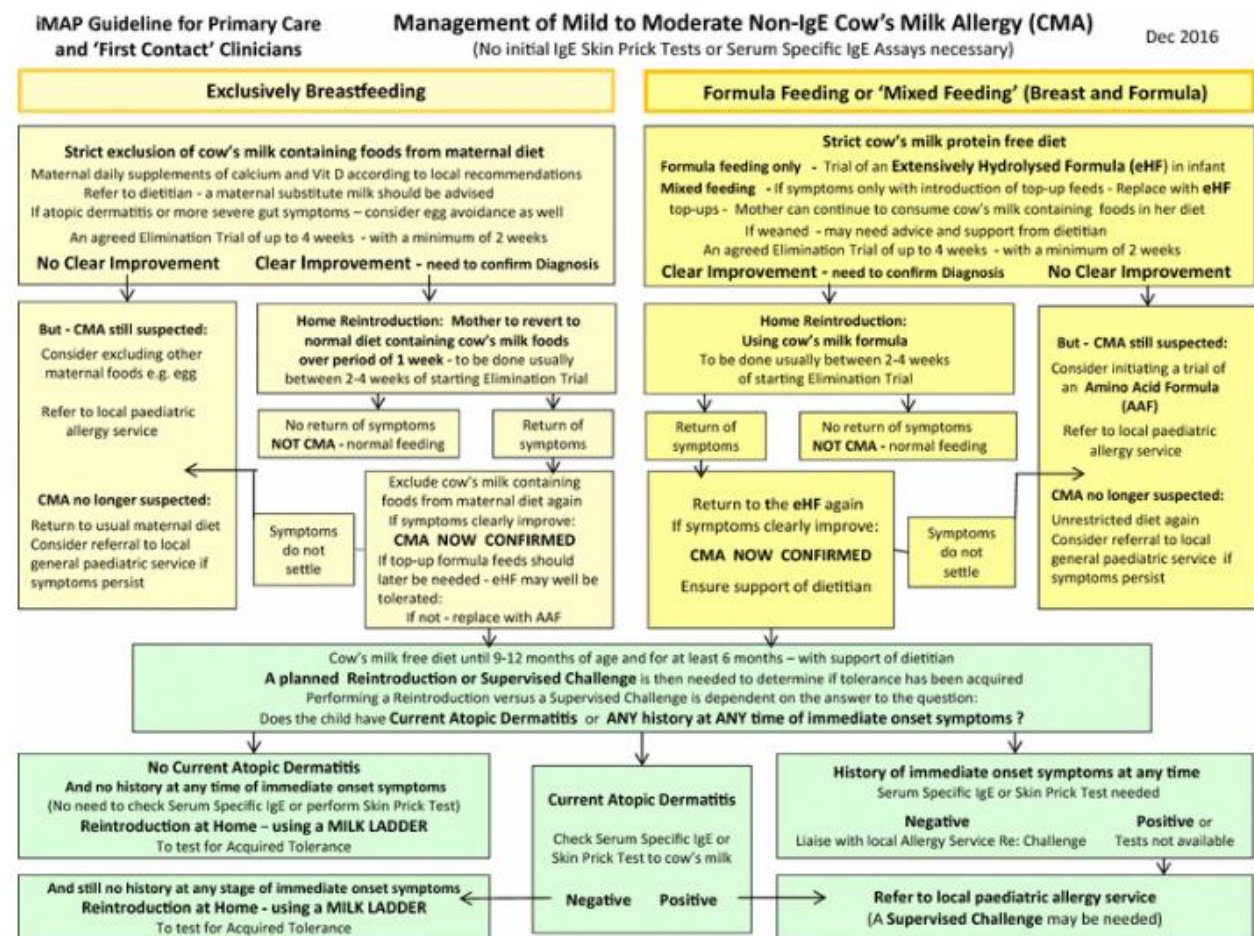 iMAP Guideline for Primary Care
and 'First Contact' Clinicians
Management of Mild to Moderate Non-IgE Cow's Milk Allergy (CMA)
(No initial IgE Skin Prick Tests or Serum Specific IgE Assays necessary)
Dec 2016
Exclusively Breastfeeding
Strict exclusion of cow's milk containing foods from maternal diet
Maternal daily supplements of calcium and Vit D according to local recommendations
Refer to dietitian - a maternal substitute milk should be advised
If atopic dermatitis or more severe gut symptoms – consider egg avoidance as well
An agreed Elimination Trial of up to 4 weeks - with a minimum of 2 weeks
No Clear Improvement
Clear Improvement - need to confirm Diagnosis
But - CMA still suspected:
Consider excluding other
maternal foods e.g. egg
Refer to local paediatric
allergy service
CMA no longer suspected:
Return to usual maternal diet
Consider referral to local
general paediatric service if
symptoms persist
Home Reintroduction: Mother to revert to
normal diet containing cow's milk foods
over period of 1 week - to be done usually
between 2-4 weeks of starting Elimination Trial
No return of symptoms
NOT CMA - normal feeding
Return of
symptoms
Symptoms
do not
settle
Exclude cow's milk containing
foods from maternal diet again
If symptoms clearly improve:
CMA NOW CONFIRMED
If top-up formula feeds should
later be needed - eHF may well be
tolerated:
If not - replace with AAF
Formula Feeding or 'Mixed Feeding' (Breast and Formula)
Strict cow's milk protein free diet
Formula feeding only - Trial of an Extensively Hydrolysed Formula (eHF) in infant
Mixed feeding - If symptoms only with introduction of top-up feeds - Replace with eHF
top-ups - Mother can continue to consume cow's milk containing foods in her diet
If weaned - may need advice and support from dietitian
An agreed Elimination Trial of up to 4 weeks - with a minimum of 2 weeks
Clear Improvement - need to confirm Diagnosis
No Clear Improvement
Home Reintroduction:
Using cow's milk formula
To be done usually between 2-4 weeks
of starting Elimination Trial
Return of
symptoms
No return of symptoms
NOT CMA - normal feeding
Return to the eHF again
If symptoms clearly improve:
CMA NOW CONFIRMED
Ensure support of dietitian
Symptoms
do not
settle
But - CMA still suspected:
Consider initiating a trial of
an Amino Acid Formula
(AAF)
Refer to local paediatric
allergy service
CMA no longer suspected:
Unrestricted diet again
Consider referral to local
general paediatric service if
symptoms persist
Cow's milk free diet until 9-12 months of age and for at least 6 months – with support of dietitian
A planned Reintroduction or Supervised Challenge is then needed to determine if tolerance has been acquired
Performing a Reintroduction versus a Supervised Challenge is dependent on the answer to the question:
Does the child have Current Atopic Dermatitis or ANY history at ANY time of immediate onset symptoms ?
No Current Atopic Dermatitis
And no history at any time of immediate onset symptoms
(No need to check Serum Specific IgE or perform Skin Prick Test)
Reintroduction at Home – using a MILK LADDER
To test for Acquired Tolerance
And still no history at any stage of immediate onset symptoms
Reintroduction at Home - using a MILK LADDER
To test for Acquired Tolerance
Current Atopic Dermatitis
Check Serum Specific IgE or
Skin Prick Test to cow's milk
Negative Positive
History of immediate onset symptoms at any time
Serum Specific IgE or Skin Prick Test needed
Negative
Liaise with local Allergy Service Re: Challenge
Positive or
Tests not available
Refer to local paediatric allergy service
(A Supervised Challenge may be needed)